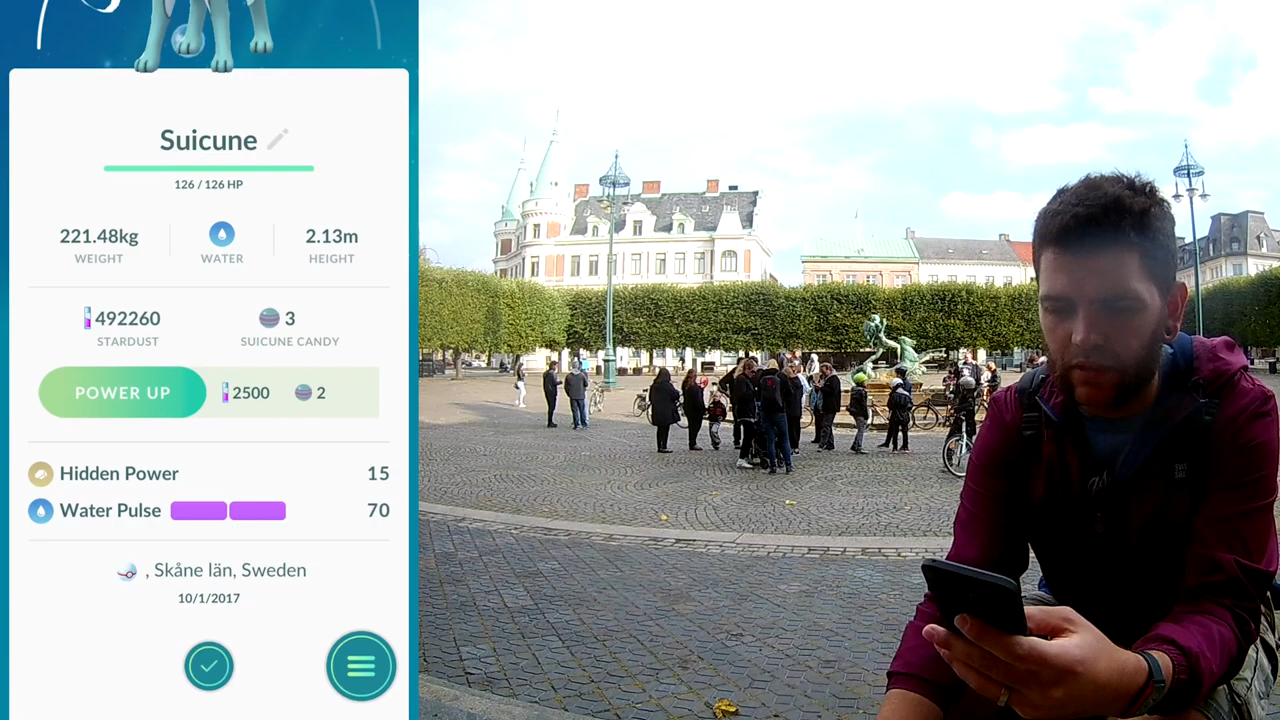 Suicune
126 / 126 HP
221.48kg
WEIGHT
WATER
2.13m
HEIGHT
492260
STARDUST
3
SUICUNE CANDY
POWER UP
2500
2
Hidden Power
15
Water Pulse
70
, Skåne län, Sweden
10/1/2017